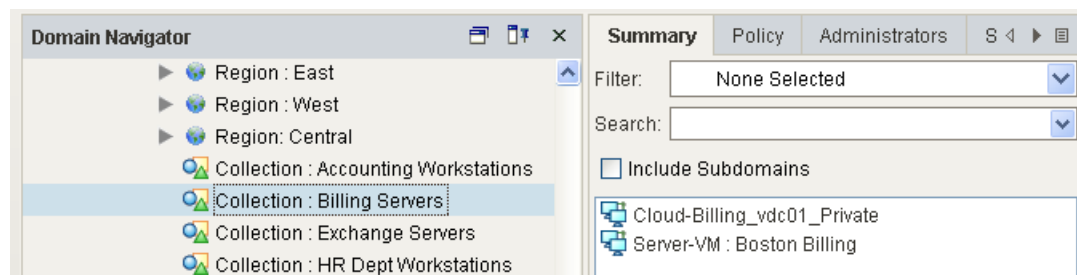 Domain Navigator
Region : East
Region : West
Region: Central
Collection : Accounting Workstations
Collection : Billing Servers
Collection : Exchange Servers
Collection : HR Dept Workstations
Summary Policy Administrators S
Filter: None Selected
Search:
Include Subdomains
Cloud-Billing_vdc01_Private
Server-VM : Boston Billing